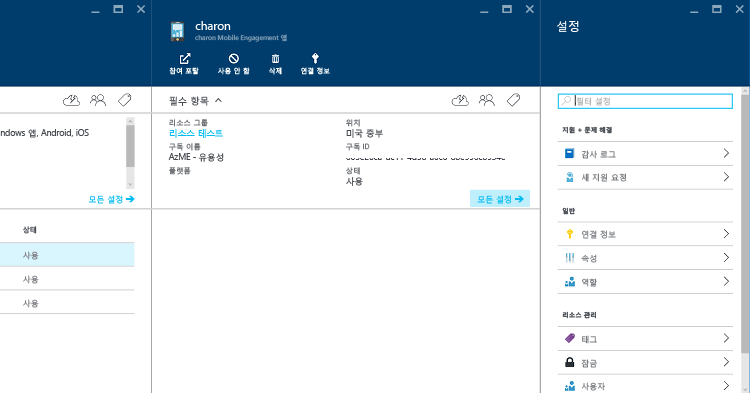 ndows 앱, Android, iOS
모든 설정 →
상태
사용
사용
사용
charon
charon Mobile Engagement 앱
참여 포털
사용 안 함
삭제
연결 정보
필수 항목
리소스 그룹
리소스 테스트
구독 이름
AzME - 유용성
플랫폼
위치
미국 중부
구독 ID
상태
사용
모든 설정 →
설정
필터 설정
지원 + 문제 해결
감사 로그
새 지원 요청
일반
연결 정보
속성
역할
리소스 관리
태그
잠금
사용자